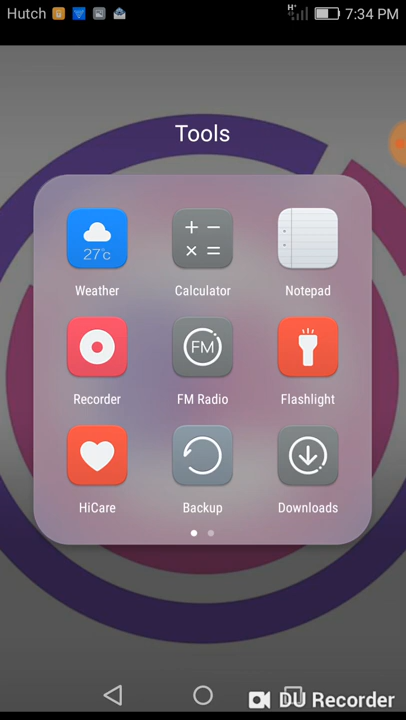 Hutch
H+
7:34 PM
Tools
27°c
Weather
Calculator
Notepad
FM
Recorder
FM Radio
Flashlight
HiCare
Backup
Downloads
DU Recorder